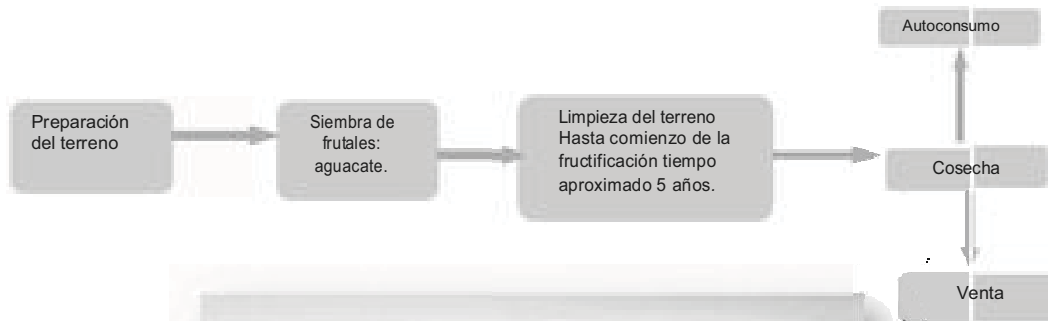 Autoconsumo
Preparación
del terreno
Siembra de
frutales:
aguacate.
Limpieza del terreno
Hasta comienzo de la
fructificación tiempo
aproximado 5 años.
Cosecha
Venta